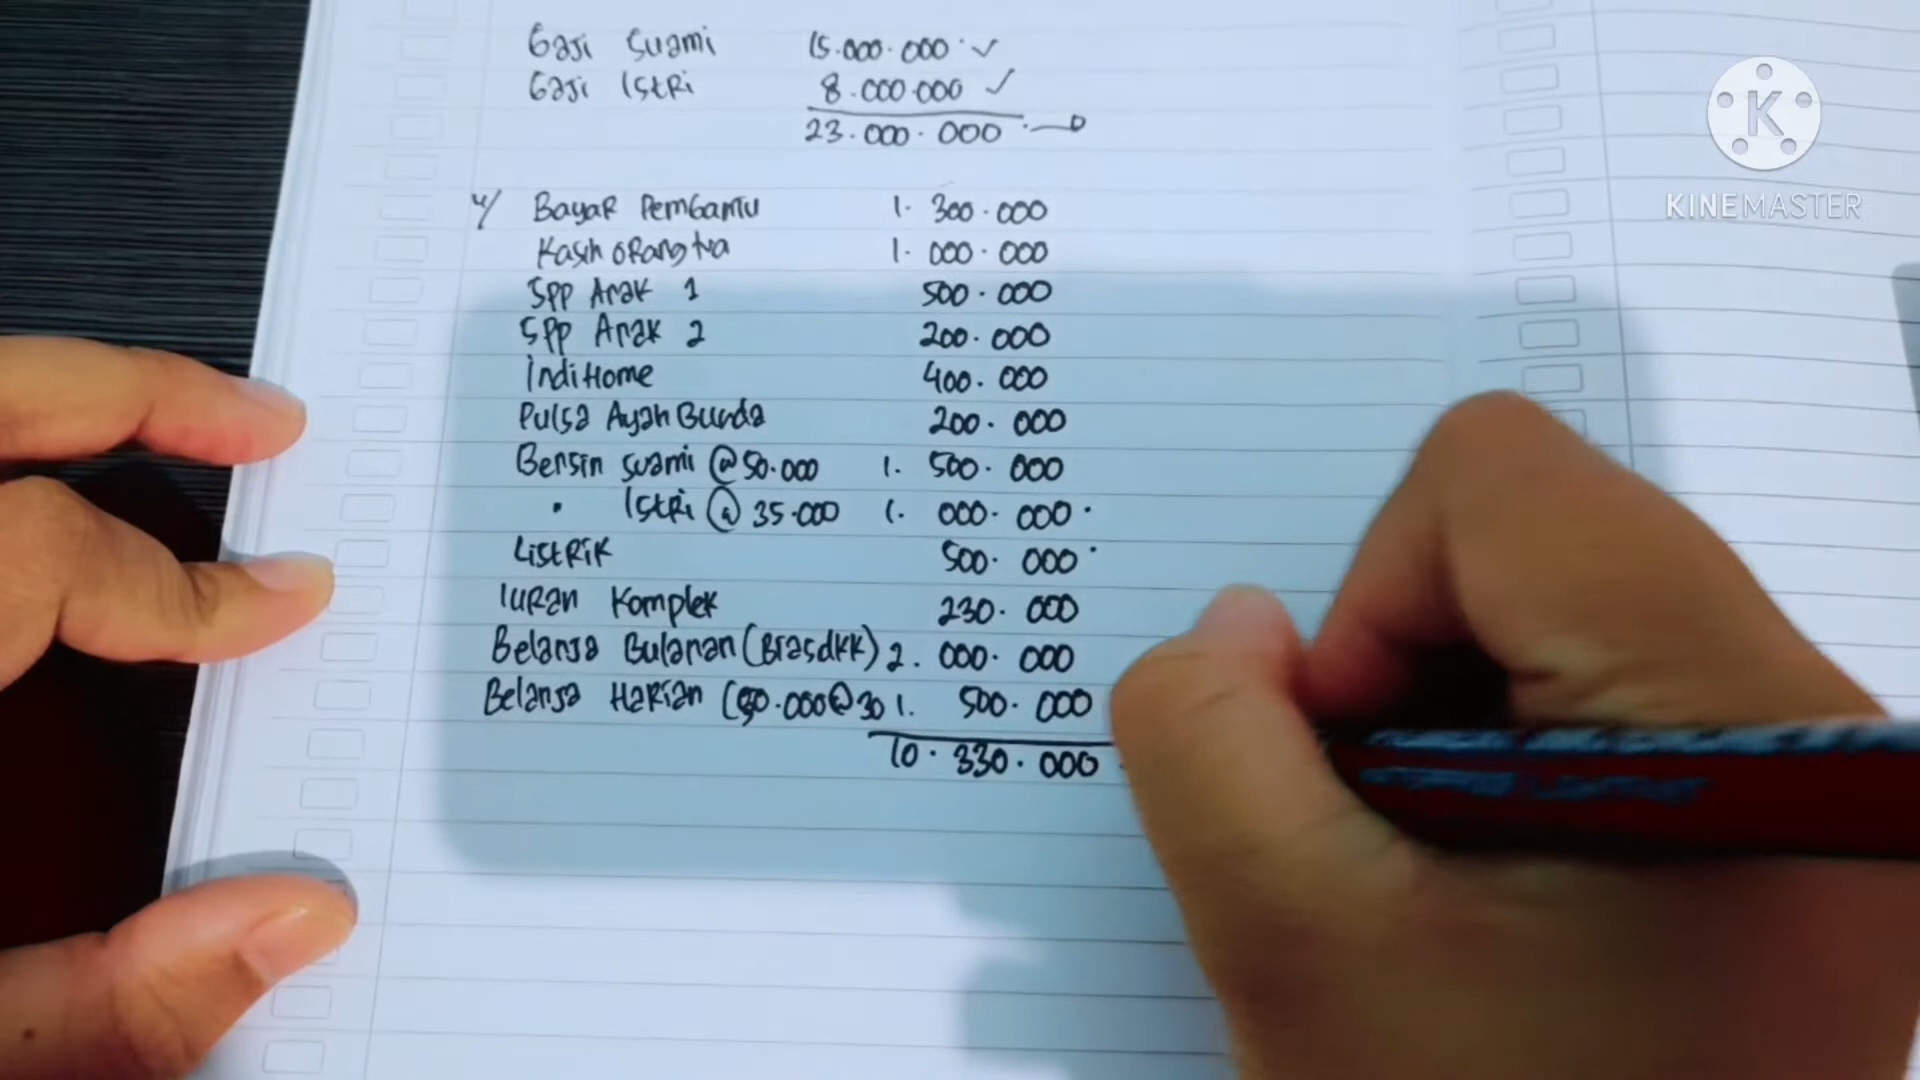 Gaji Suami 15.000.000
Gaji Istri 8.000.000
23.000.000
u/ Bayar Pembantu 1.300.000
Kasih Orang tua 1.000.000
SPP Anak 1 500.000
SPP Anak 2 200.000
IndiHome 400.000
Pulsa Ayah Bunda 200.000
Bensin suami @ 50.000 1.500.000
" Istri @ 35.000 1.000.000
Listrik 500.000
Iuran Komplek 230.000
Belanja Bulanan (Bras dkk) 2.000.000
Belanja Harian (50.000@30 1.500.000
10.330.000
K
KINEMASTER